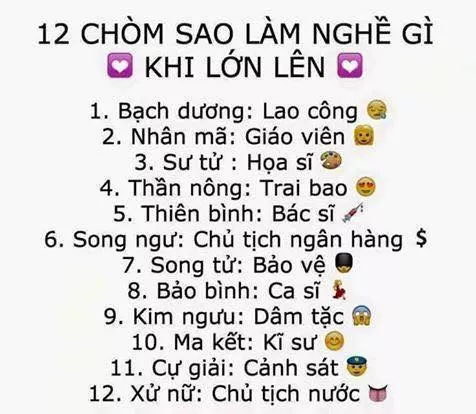 12 CHÒM SAO LÀM NGHỀ GÌ
💟 KHI LỚN LÊN 💟
1. Bạch dương: Lao công 😪
2. Nhân mã: Giáo viên 👩
3. Sư tử : Họa sĩ 🎨
4. Thần nông: Trai bao 😍
5. Thiên bình: Bác sĩ 💉
6. Song ngư: Chủ tịch ngân hàng 💲
7. Song tử: Bảo vệ 💂
8. Bảo bình: Ca sĩ 💃
9. Kim ngưu: Dâm tặc 😱
10. Ma kết: Kĩ sư 😊
11. Cự giải: Cảnh sát 👮
12. Xử nữ: Chủ tịch nước 👅